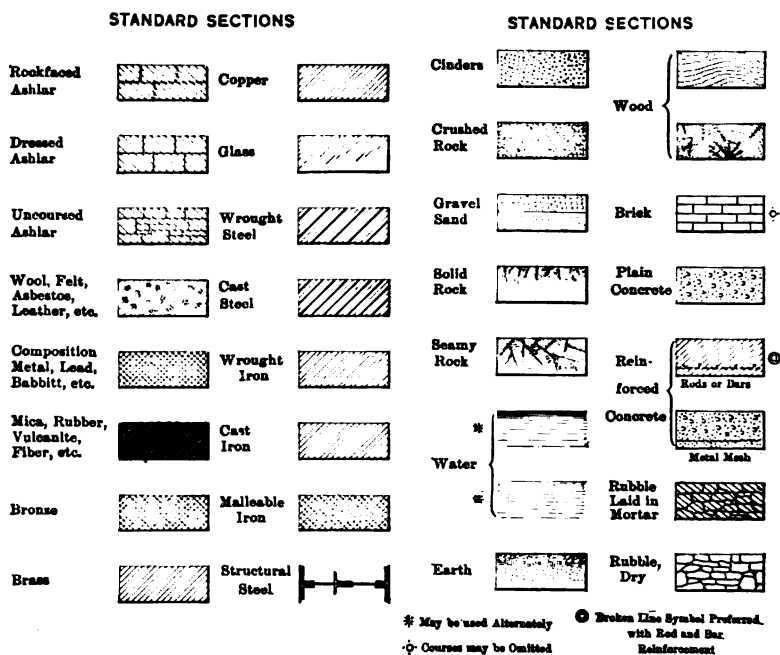 STANDARD SECTIONS
Rockfaced
Ashlar
Copper
Dressed
Ashlar
Glass
Uncoursed
Ashlar
Wrought
Steel
Wool, Felt,
Asbestos,
Leather, etc.
Cast
Steel
Composition
Metal, Lead,
Babbitt, etc.
Wrought
Iron
Mica, Rubber,
Vulcanite,
Fiber, etc.
Cast
Iron
Bronze
Malleable
Iron
Brass
Structural
Steel
STANDARD SECTIONS
Cinders
Wood
Crushed
Rock
Gravel
Sand
Brick
Solid
Rock
Plain
Concrete
Seamy
Rock
Rein-
forced
Concrete
Rods or Bars
Metal Mesh
* Water
*
Rubble
Laid in
Mortar
Earth
Rubble,
Dry
* May be used Alternately
Courses may be Omitted
Broken Line Symbol Preferred
with Rod and Bar
Reinforcement